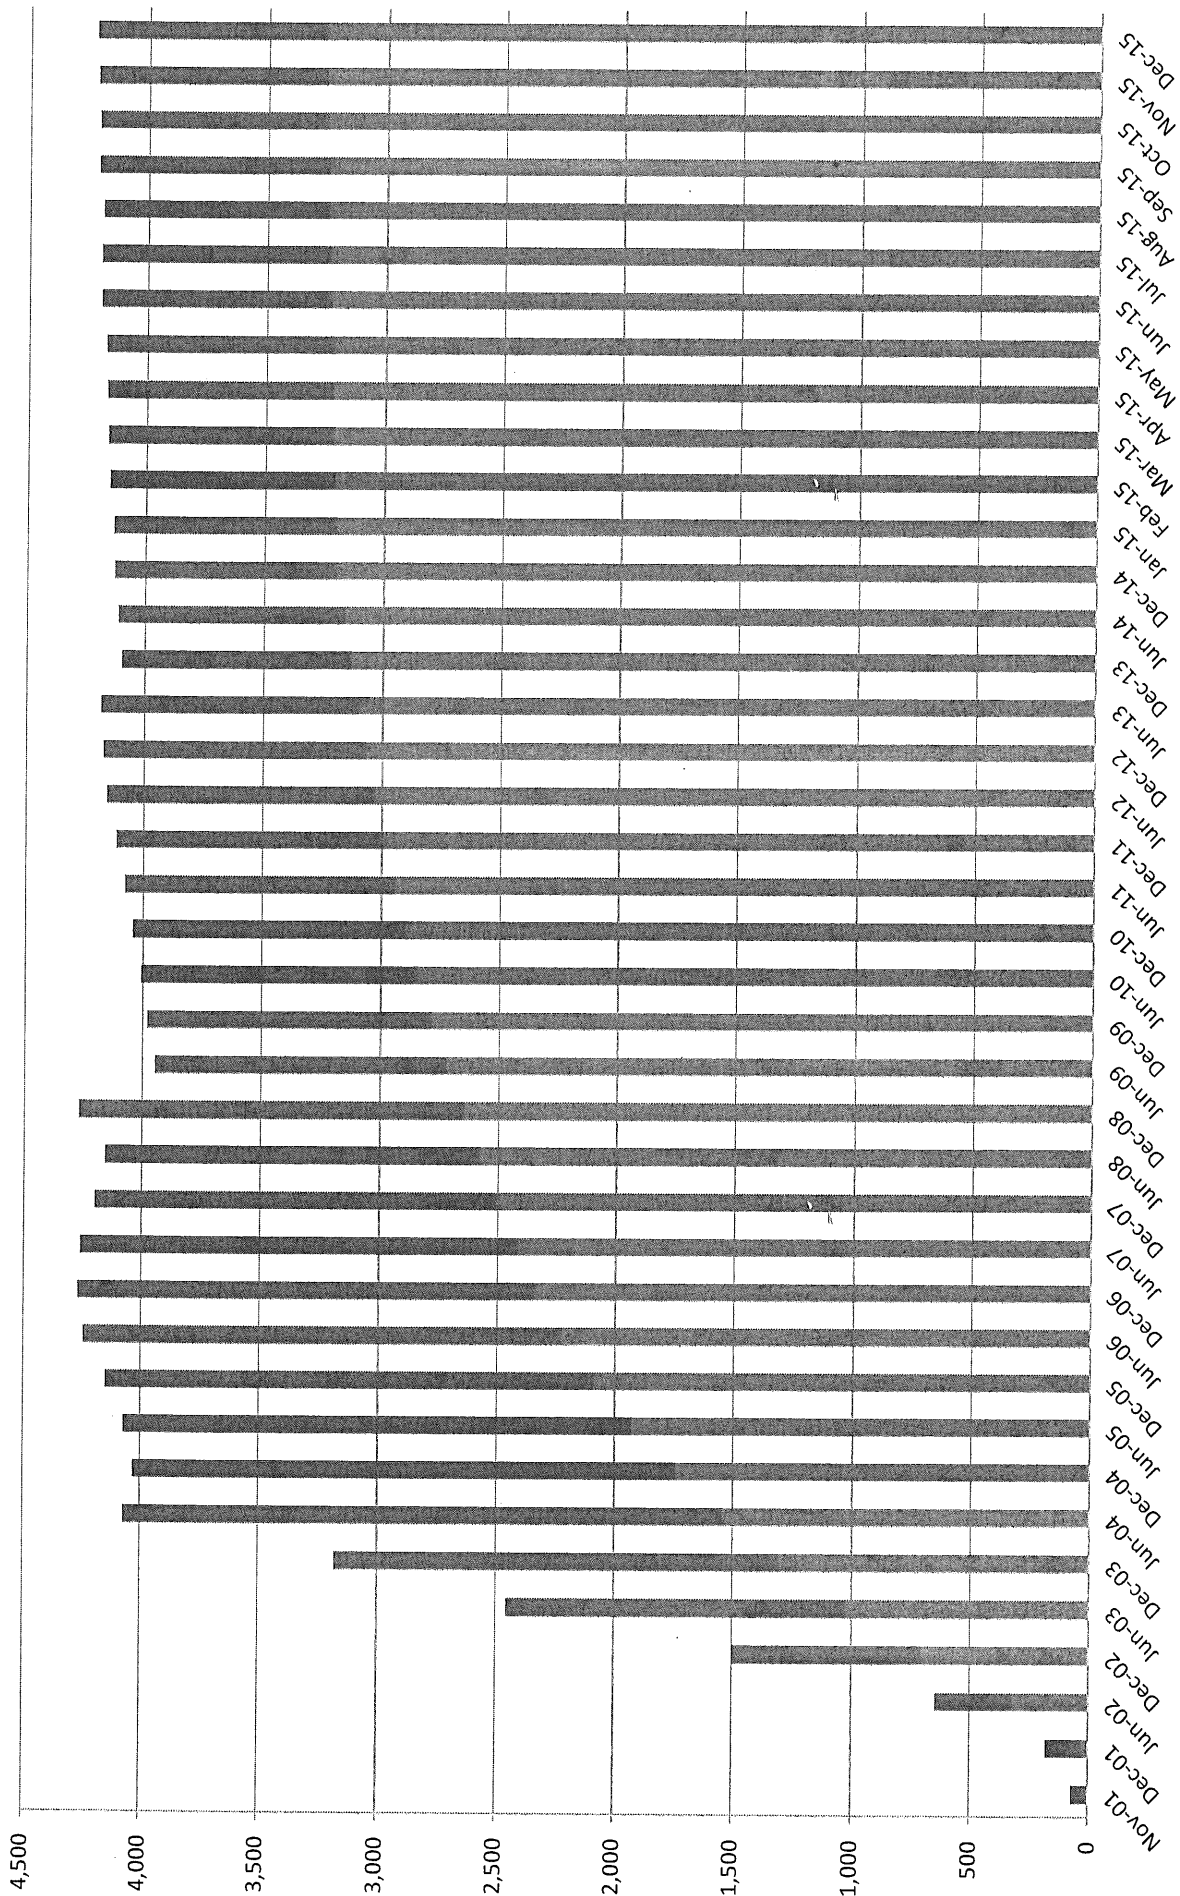 4,500
4,000
3,500
3,000
2,500
2,000
1,500
1,000
500
0
Nov-01
Dec-01
Jun-02
Dec-02
Jun-03
Dec-03
Jun-04
Dec-04
Jun-05
Dec-05
Jun-06
Dec-06
Jun-07
Dec-07
Jun-08
Dec-08
Jun-09
Dec-09
Jun-10
Dec-10
Jun-11
Dec-11
Jun-12
Dec-12
Jun-13
Dec-13
Jun-14
Dec-14
Jan-15
Feb-15
Mar-15
Apr-15
May-15
Jun-15
Jul-15
Aug-15
Sep-15
Oct-15
Nov-15
Dec-15